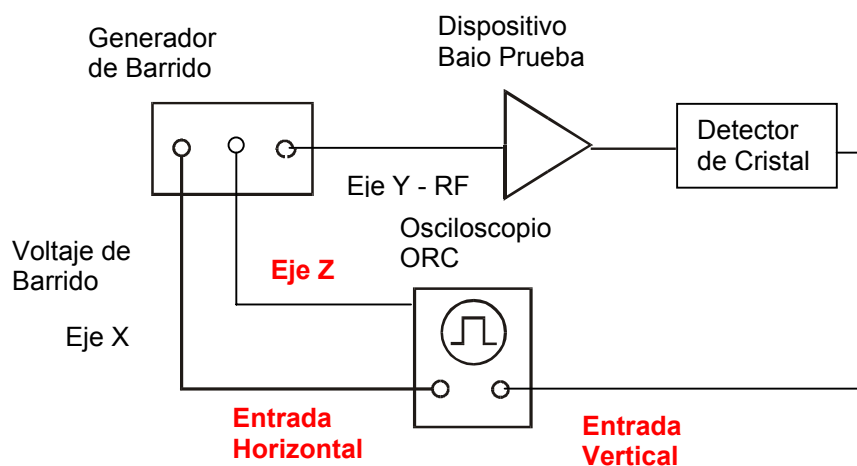 Generador
de Barrido
Dispositivo
Bajo Prueba
Detector
de Cristal
Eje Y - RF
Osciloscopio
ORC
Voltaje de
Barrido
Eje Z
Eje X
Entrada
Horizontal
Entrada
Vertical